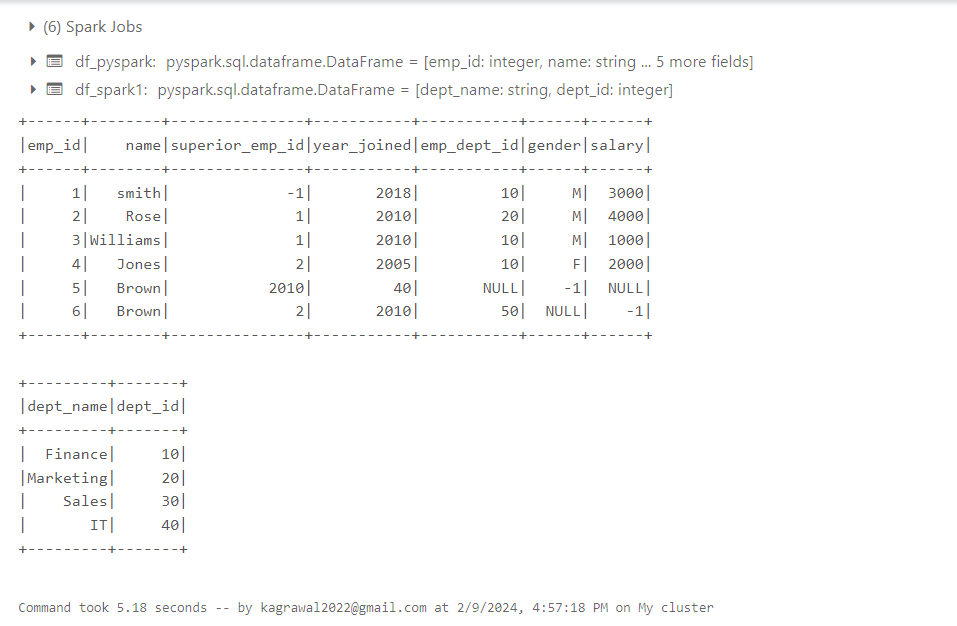 (6) Spark Jobs
df_pyspark: pyspark.sql.dataframe.DataFrame = [emp_id: integer, name: string ... 5 more fields]
df_spark1: pyspark.sql.dataframe.DataFrame = [dept_name: string, dept_id: integer]
+------+--------+---------------+-----------+-----------+------+------+
|emp_id|    name|superior_emp_id|year_joined|emp_dept_id|gender|salary|
+------+--------+---------------+-----------+-----------+------+------+
|     1|   smith|             -1|       2018|         10|     M|  3000|
|     2|    Rose|              1|       2010|         20|     M|  4000|
|     3|Williams|              1|       2010|         10|     M|  1000|
|     4|   Jones|              2|       2005|         10|     F|  2000|
|     5|   Brown|           2010|         40|       NULL|    -1|  NULL|
|     6|   Brown|              2|       2010|         50|  NULL|    -1|
+------+--------+---------------+-----------+-----------+------+------+
+---------+-------+
|dept_name|dept_id|
+---------+-------+
|  Finance|     10|
|Marketing|     20|
|    Sales|     30|
|       IT|     40|
+---------+-------+
Command took 5.18 seconds -- by kagrawal2022@gmail.com at 2/9/2024, 4:57:18 PM on My cluster